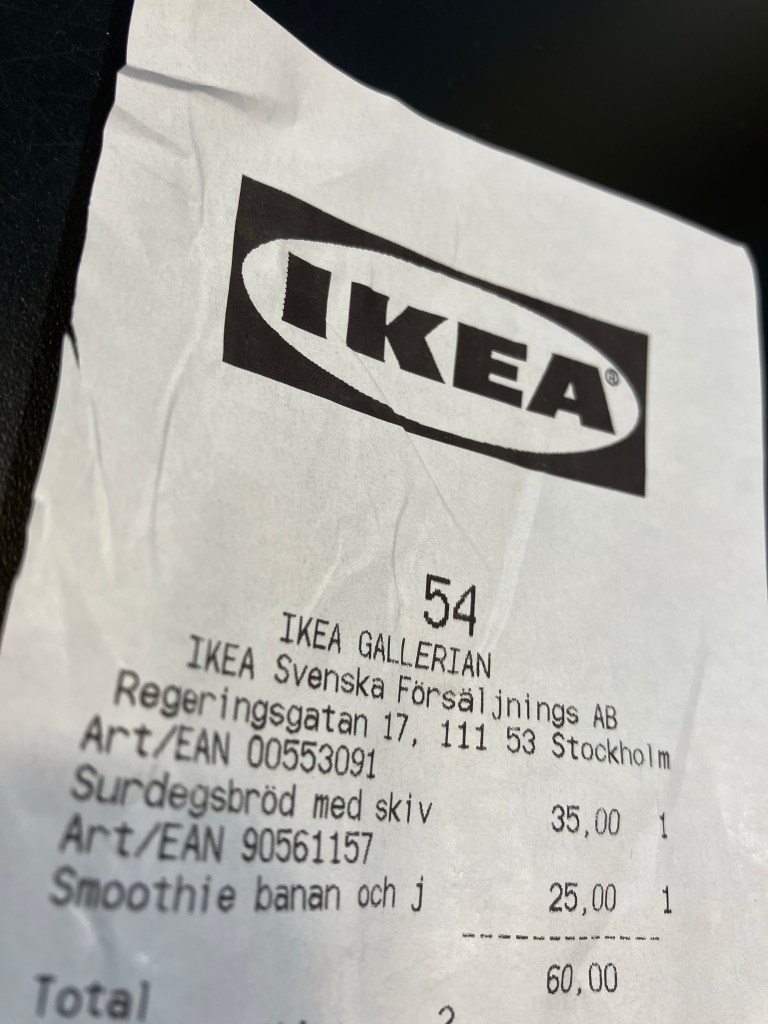 IKEA®
54
IKEA GALLERIAN
IKEA Svenska Försäljnings AB
Regeringsgatan 17, 111 53 Stockholm
Art/EAN 00553091
Surdegsbröd med skiv 35,00 1
Art/EAN 90561157
Smoothie banan och j 25,00 1
--------------------
60,00
Total